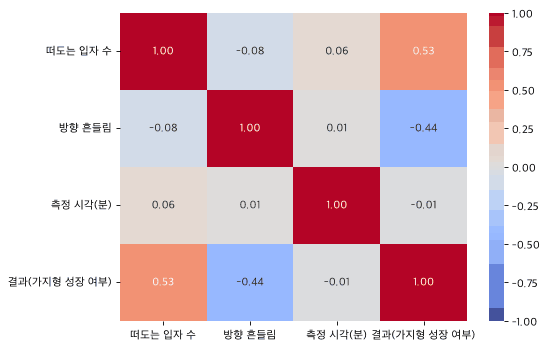 떠도는 입자 수 1.00 -0.08 0.06 0.53
방향 흔들림 -0.08 1.00 0.01 -0.44
측정 시각(분) 0.06 0.01 1.00 -0.01
결과(가지형 성장 여부) 0.53 -0.44 -0.01 1.00
떠도는 입자 수 방향 흔들림 측정 시각(분) 결과(가지형 성장 여부)
1.00
0.75
0.50
0.25
0.00
-0.25
-0.50
-0.75
-1.00